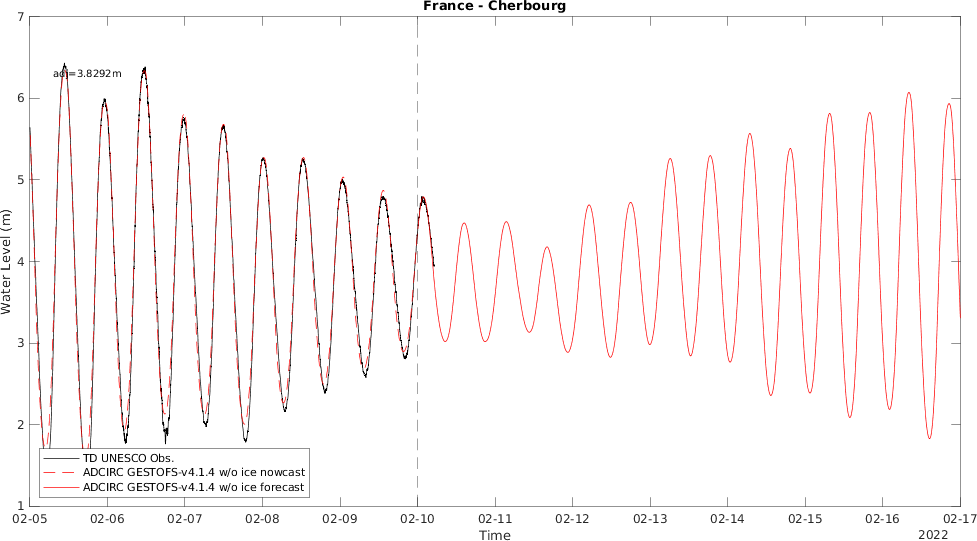 France - Cherbourg
7
6
5
4
3
2
1
Water Level (m)
adj=3.8292m
TD UNESCO Obs.
ADCIRC GESTOFS-v4.1.4 w/o ice nowcast
ADCIRC GESTOFS-v4.1.4 w/o ice forecast
02-05 02-06 02-07 02-08 02-09 02-10 02-11 02-12 02-13 02-14 02-15 02-16 02-17
Time
2022